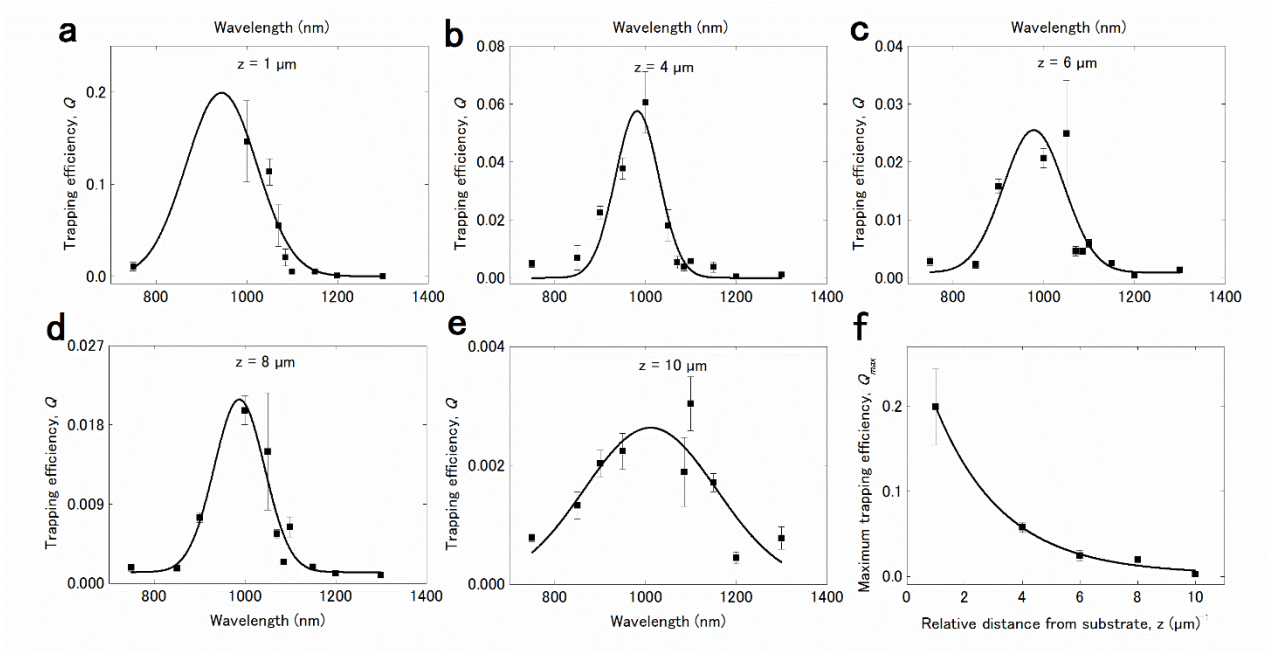 a
Wavelength (nm)
z = 1 μm
Trapping efficiency, Q
0.2
0.1
0.0
800
1000
1200
1400
b
Wavelength (nm)
z = 4 μm
Trapping efficiency, Q
0.08
0.06
0.04
0.02
0.00
800
1000
1200
1400
c
Wavelength (nm)
z = 6 μm
Trapping efficiency, Q
0.04
0.03
0.02
0.01
0.00
800
1000
1200
1400
d
z = 8 μm
Trapping efficiency, Q
0.027
0.018
0.009
0.000
800
1000
1200
1400
Wavelength (nm)
e
z = 10 μm
Trapping efficiency, Q
0.004
0.002
0.000
800
1000
1200
1400
Wavelength (nm)
f
Maximum trapping efficiency, Qmax
0.2
0.1
0.0
0
2
4
6
8
10
Relative distance from substrate, z (μm)